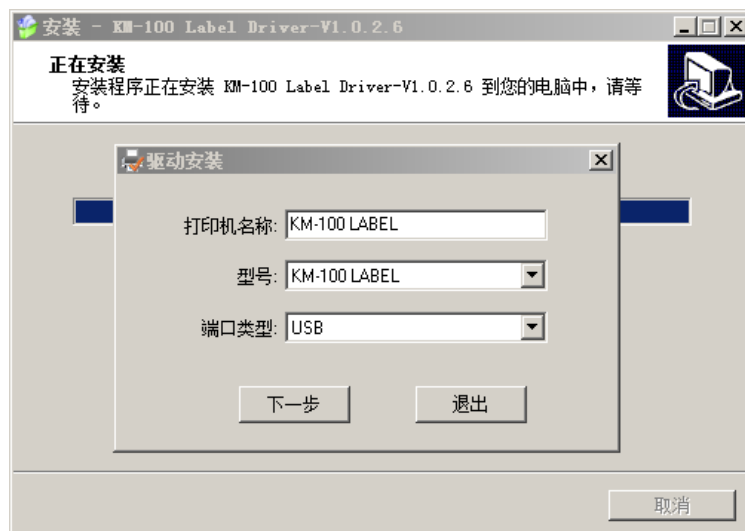 安装 - KM-100 Label Driver-V1.0.2.6
正在安装
安装程序正在安装 KM-100 Label Driver-V1.0.2.6 到您的电脑中，请等
待。
驱动安装
打印机名称: KM-100 LABEL
型号: KM-100 LABEL
端口类型: USB
下一步 退出
取消